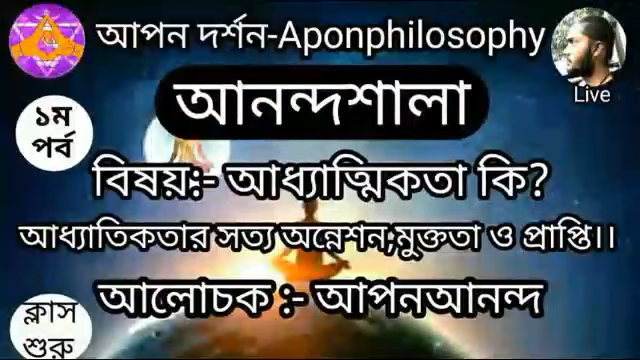 আপন দর্শন-Aponphilosophy
Live
আনন্দশালা
১ম
পর্ব
বিষয়:- আধ্যাত্মিকতা কি?
আধ্যাতিকতার সত্য অন্নেশন,মুক্ততা ও প্রাপ্তি।।
আলোচক :- আপনআনন্দ
ক্লাস
শুরু